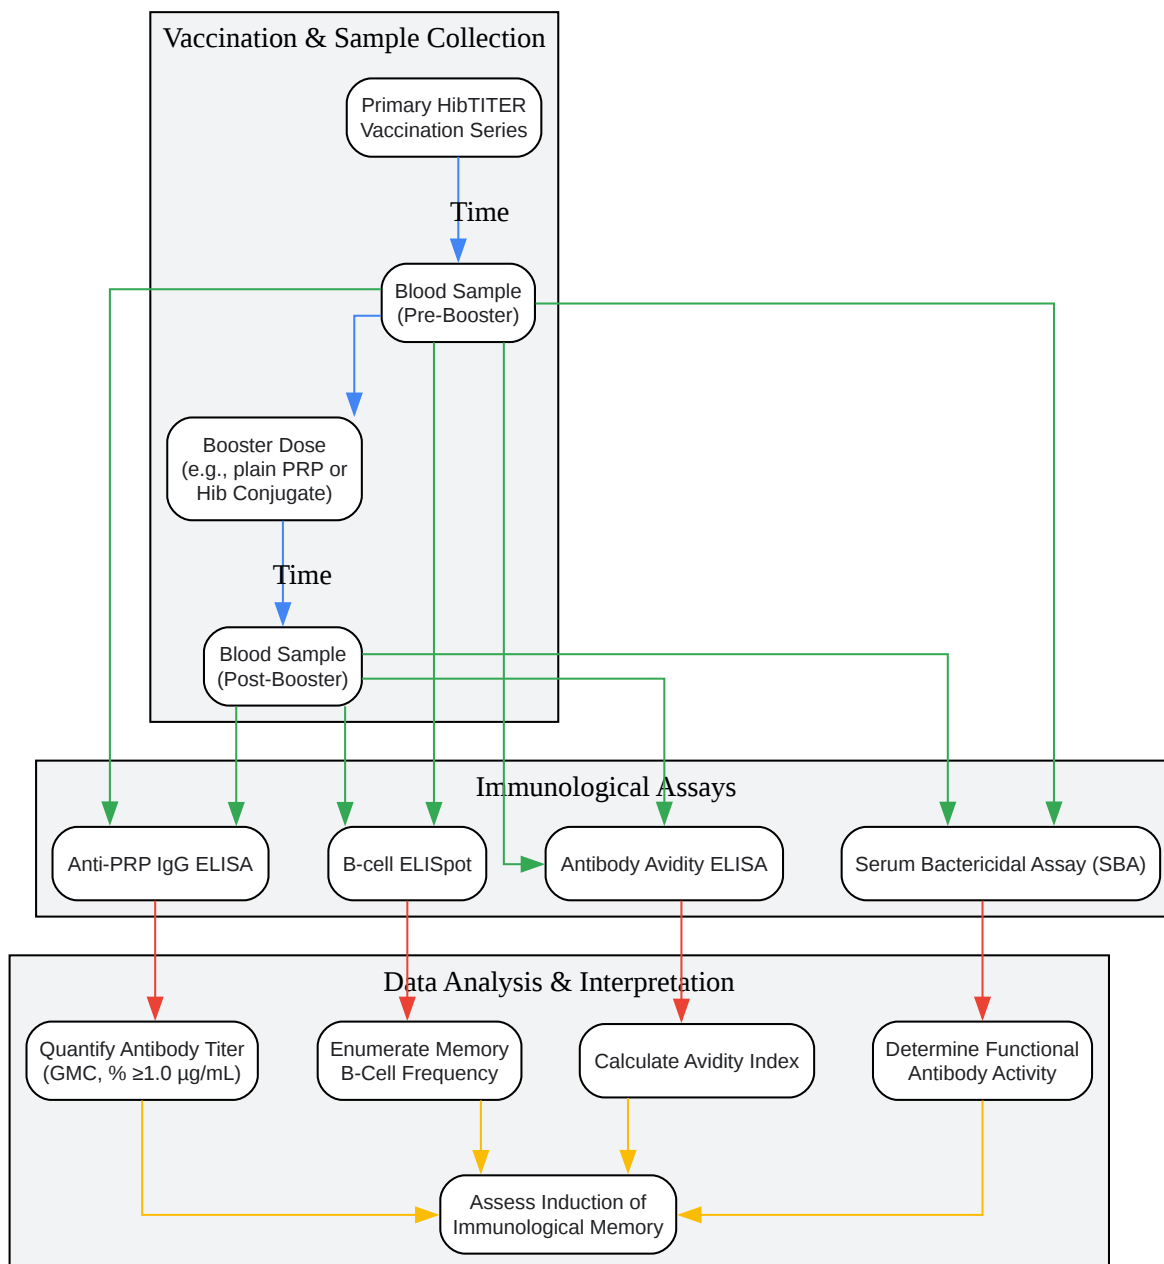 Vaccination & Sample Collection
Primary HibTITER
Vaccination Series
Time
Blood Sample
(Pre-Booster)
Booster Dose
(e.g., plain PRP or
Hib Conjugate)
Time
Blood Sample
(Post-Booster)
Immunological Assays
Anti-PRP IgG ELISA
B-cell ELISpot
Antibody Avidity ELISA
Serum Bactericidal Assay (SBA)
Data Analysis & Interpretation
Quantify Antibody Titer
(GMC, % ≥1.0 µg/mL)
Enumerate Memory
B-Cell Frequency
Calculate Avidity Index
Determine Functional
Antibody Activity
Assess Induction of
Immunological Memory